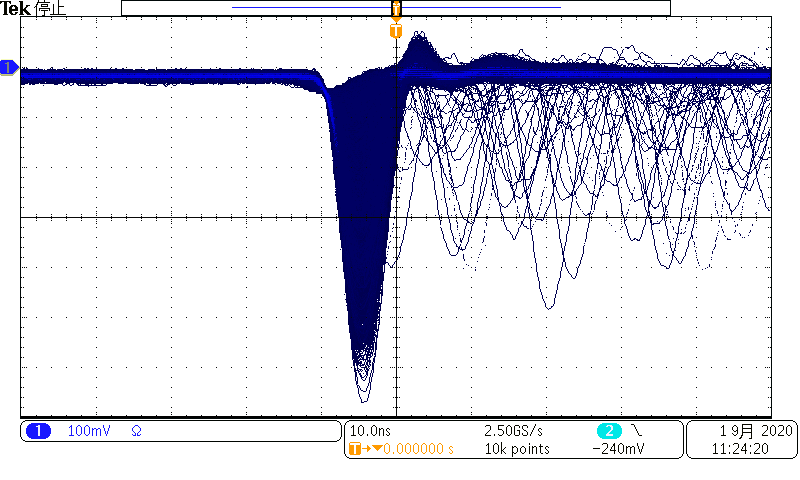 Tek 停止
T
T
1
1 100mV Ω
10.0ns 2.50GS/s 2
T→▼0.000000 s 10k points −240mV
1 9月 2020
11:24:20